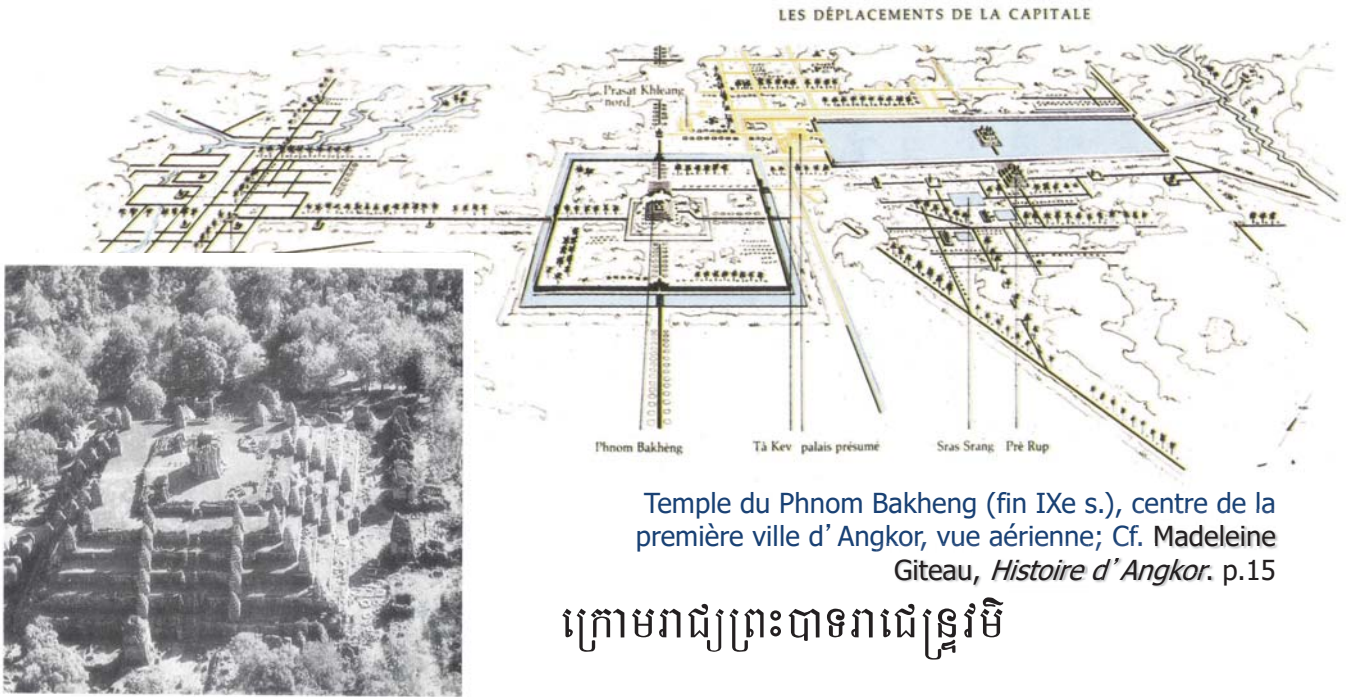 LES DÉPLACEMENTS DE LA CAPITALE
Prasat Khleang
nord
Phnom Bakhèng
Tà Kev
palais présumé
Sras Srang
Prè Rup
Temple du Phnom Bakheng (fin IXe s.), centre de la
première ville d’ Angkor, vue aérienne; Cf. Madeleine
Giteau, Histoire d’ Angkor. p.15
ក្រោមរាជ្យព្រះបាទរាជេន្ទ្រវមិ